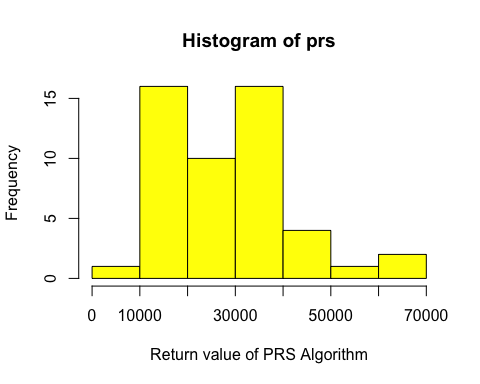 Histogram of prs
Frequency
15
10
5
0
0 10000 30000 50000 70000
Return value of PRS Algorithm